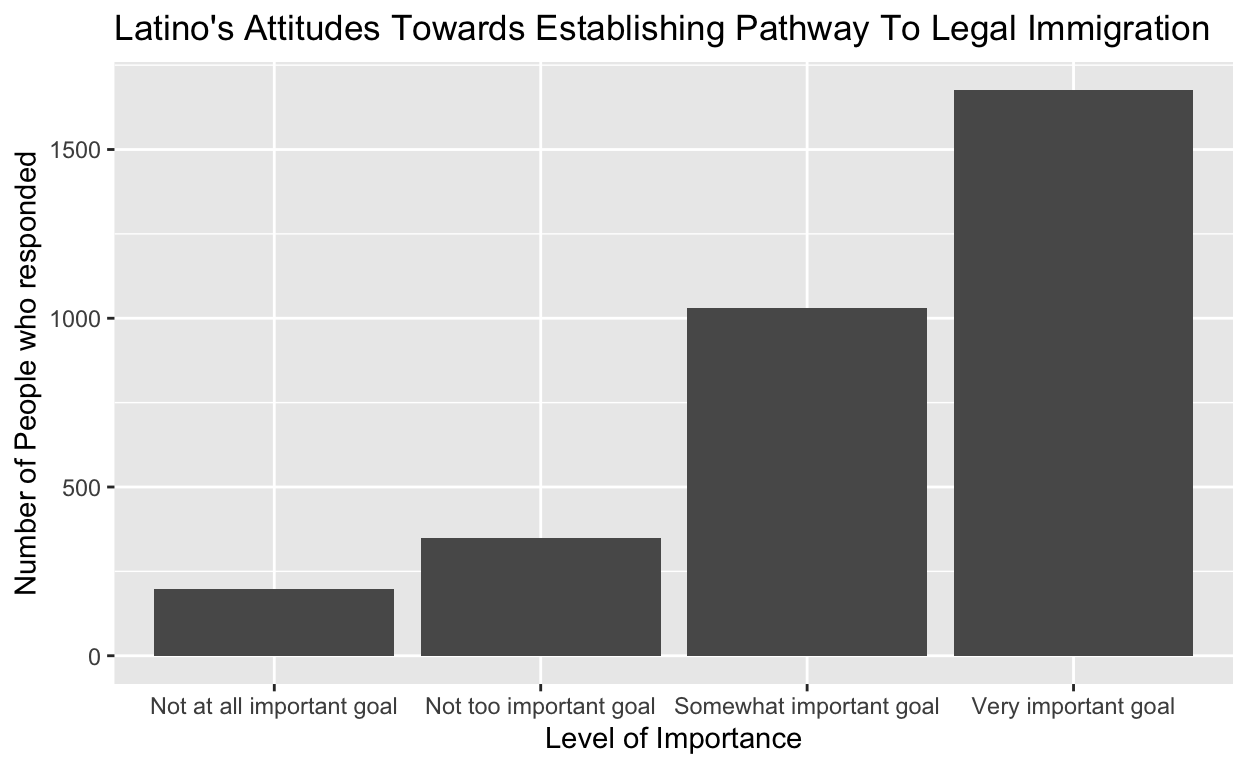 Latino's Attitudes Towards Establishing Pathway To Legal Immigration
Number of People who responded
1500
1000
500
0
Not at all important goal
Not too important goal
Somewhat important goal
Very important goal
Level of Importance